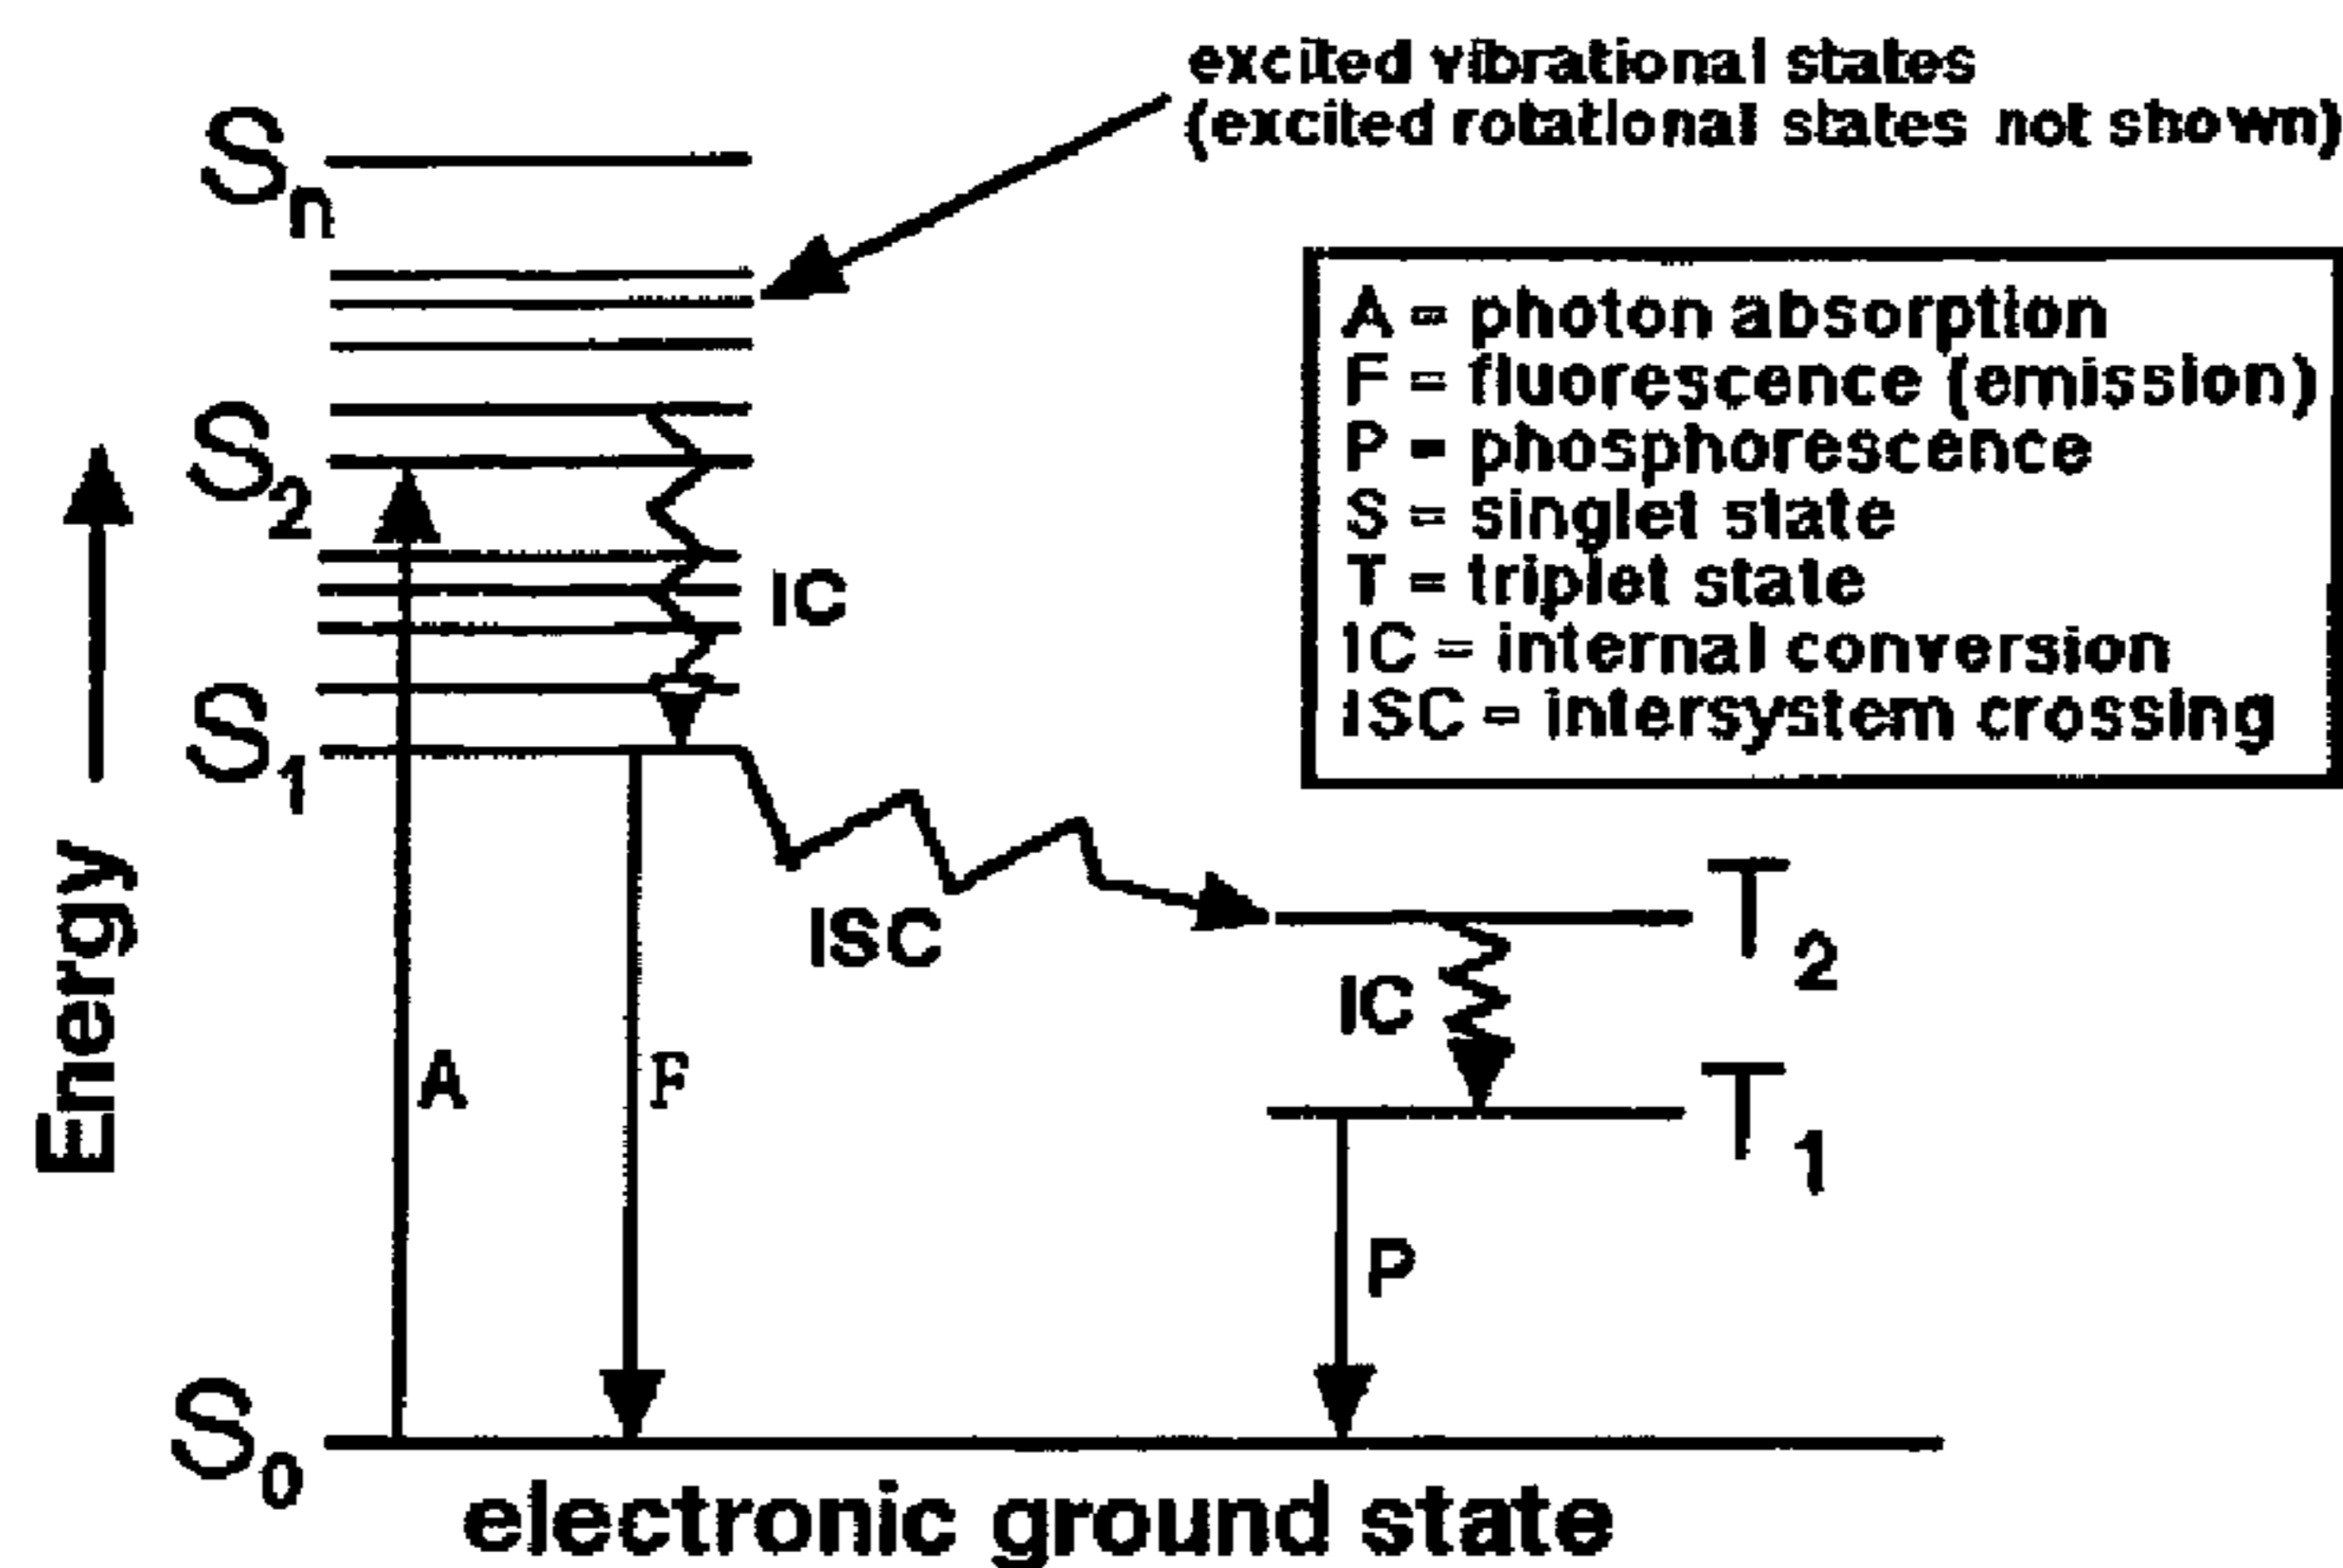 excited vibrational states
(excited rotational states not shown)
Sn
A = photon absorption
F = fluorescence (emission)
P = phosphorescence
S = singlet state
T = triplet state
IC = internal conversion
ISC = intersystem crossing
S2
IC
S1
Energy
ISC
T2
IC
A
F
T1
P
S0
electronic ground state